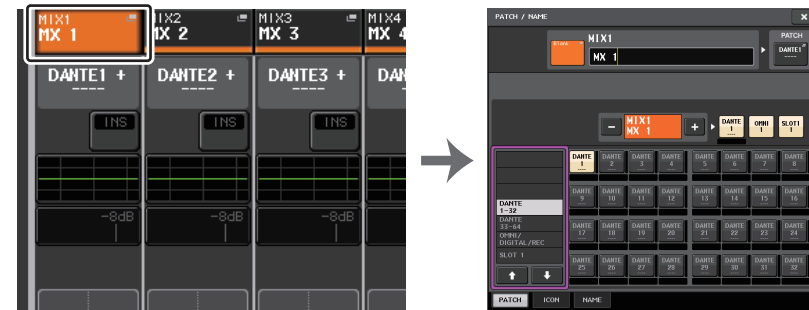 MIX1
MX 1
MIX2
MX 2
MIX3
MX 3
MIX4
MX 4
DANTE1 +
----
DANTE2 +
----
DANTE3 +
----
DAN
INS
INS
INS
-8dB
-8dB
-8dB
PATCH / NAME
×
Blank
MIX1
MX 1
PATCH
DANTE1
----
−
MIX1
MX 1
+
DANTE
1
OMNI
1
SLOT1
1
DANTE
1-32
DANTE
33-64
OMNI/
DIGITAL/REC
SLOT 1
DANTE 1 ----
DANTE 2 ----
DANTE 3 ----
DANTE 4 ----
DANTE 5 ----
DANTE 6 ----
DANTE 7 ----
DANTE 8 ----
DANTE 9 ----
DANTE 10 ----
DANTE 11 ----
DANTE 12 ----
DANTE 13 ----
DANTE 14 ----
DANTE 15 ----
DANTE 16 ----
DANTE 17 ----
DANTE 18 ----
DANTE 19 ----
DANTE 20 ----
DANTE 21 ----
DANTE 22 ----
DANTE 23 ----
DANTE 24 ----
DANTE 25 ----
DANTE 26 ----
DANTE 27 ----
DANTE 28 ----
DANTE 29 ----
DANTE 30 ----
DANTE 31 ----
DANTE 32 ----
PATCH
ICON
NAME